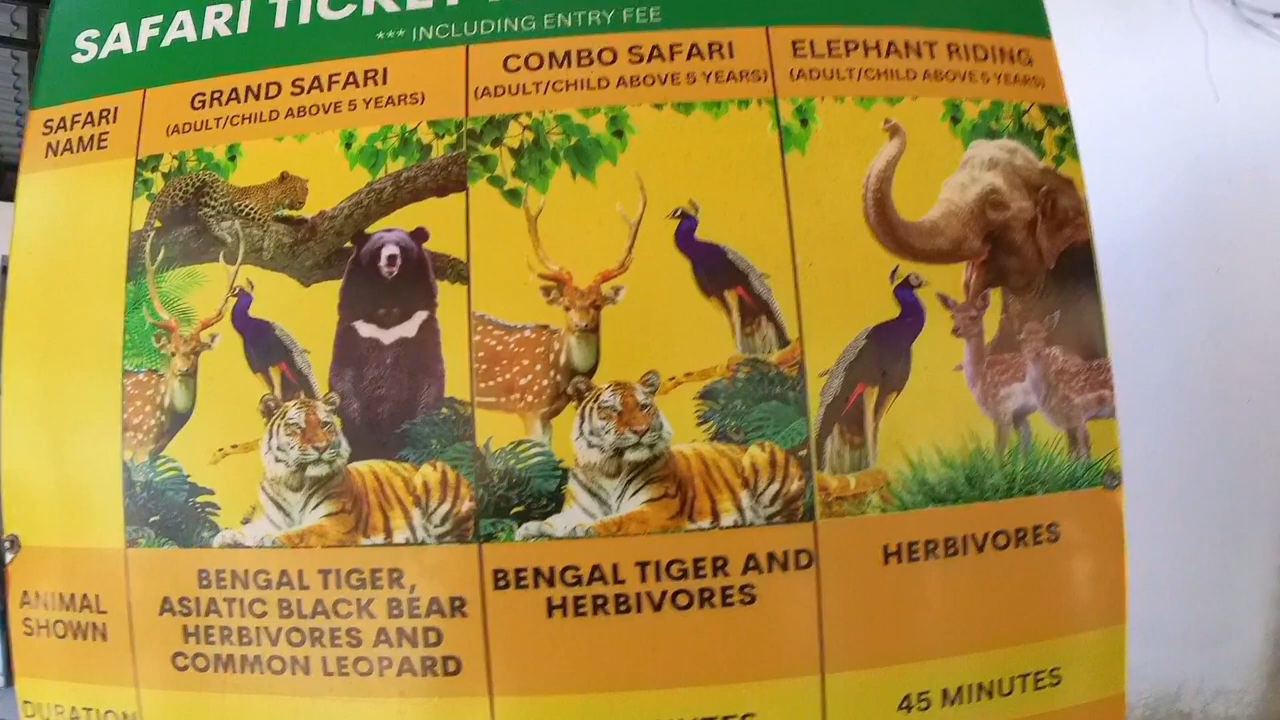 SAFARI TICKET
*** INCLUDING ENTRY FEE
SAFARI
NAME
GRAND SAFARI
(ADULT/CHILD ABOVE 5 YEARS)
COMBO SAFARI
(ADULT/CHILD ABOVE 5 YEARS)
ELEPHANT RIDING
(ADULT/CHILD ABOVE 5 YEARS)
ANIMAL
SHOWN
BENGAL TIGER,
ASIATIC BLACK BEAR
HERBIVORES AND
COMMON LEOPARD
BENGAL TIGER AND
HERBIVORES
HERBIVORES
DURATION
45 MINUTES